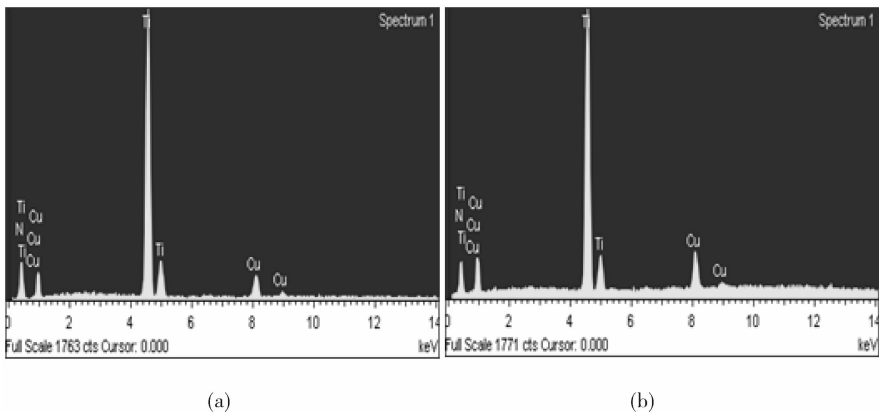 Spectrum 1
Ti
Ti
Cu
N
Cu
Ti
Cu
Ti
Cu
Cu
0 2 4 6 8 10 12 14
Full Scale 1763 cts Cursor: 0.000 keV
(a)
Spectrum 1
Ti
Ti
Cu
N
Cu
Ti
Cu
Ti
Cu
Cu
0 2 4 6 8 10 12 14
Full Scale 1771 cts Cursor: 0.000 keV
(b)